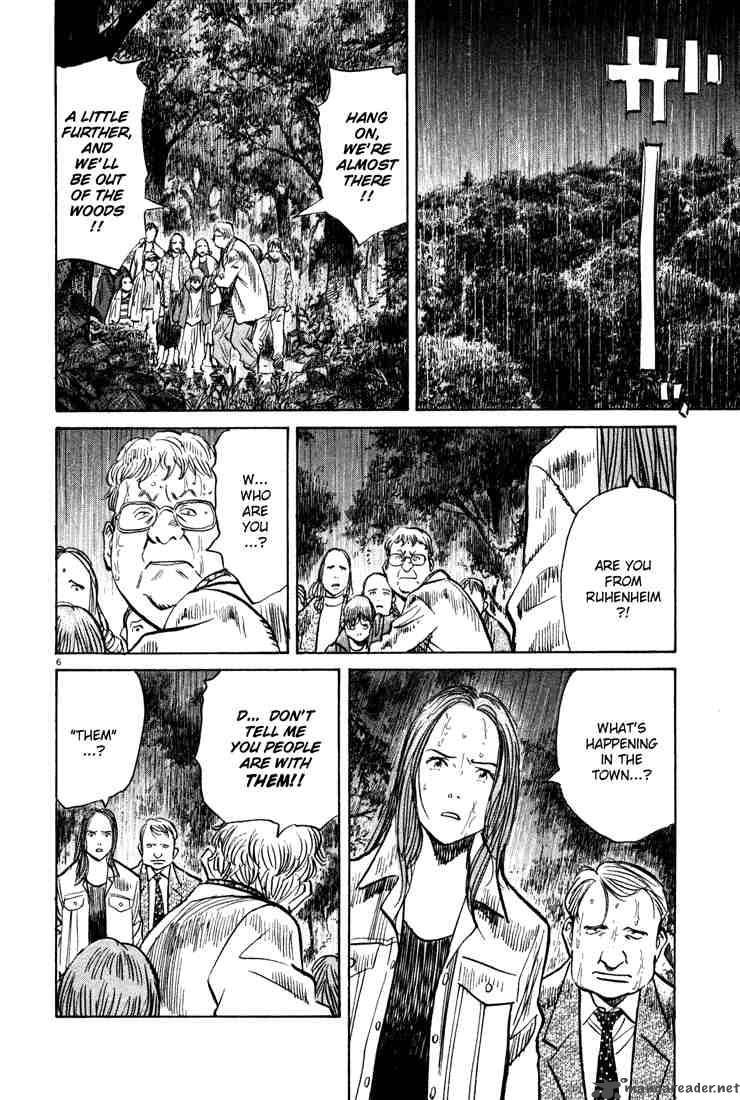 ザー
HANG
ON,
WE'RE
ALMOST
THERE
!!
A LITTLE
FURTHER,
AND
WE'LL
BE OUT
OF THE
WOODS
!!
ARE YOU
FROM
RUHENHEIM
?!
W...
WHO
ARE
YOU
...?
6
WHAT'S
HAPPENING
IN THE
TOWN...?
D... DON'T
TELL ME
YOU PEOPLE
ARE WITH
THEM!!
"THEM"
...?
mangareader.net